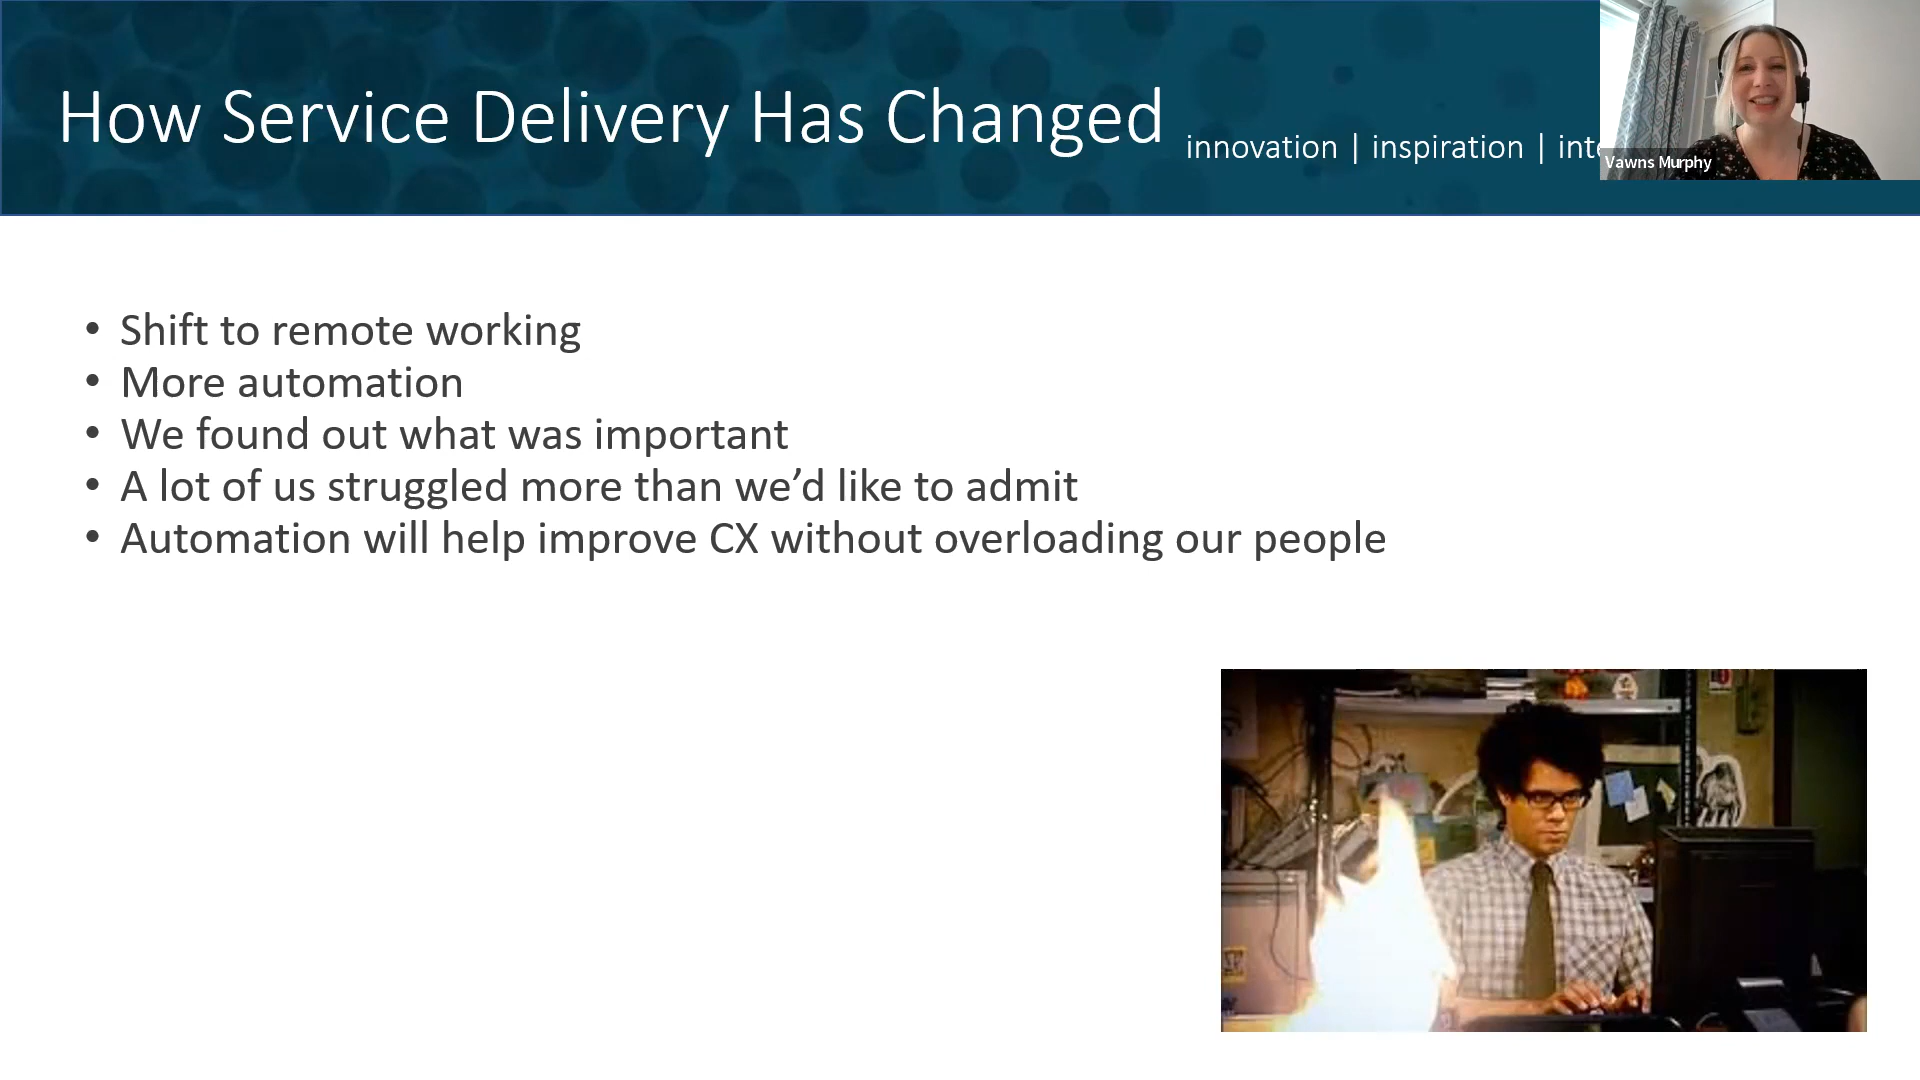 How Service Delivery Has Changed
innovation | inspiration | inte
Vawns Murphy
• Shift to remote working
• More automation
• We found out what was important
• A lot of us struggled more than we’d like to admit
• Automation will help improve CX without overloading our people